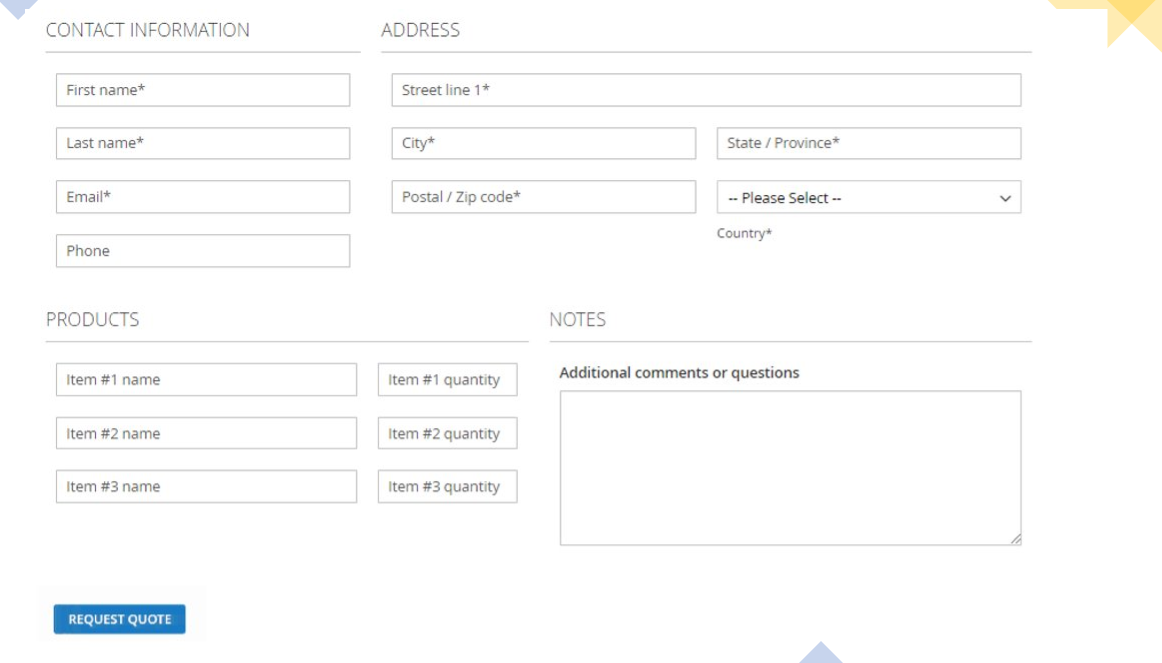 CONTACT INFORMATION
ADDRESS
First name*
Street line 1*
Last name*
City*
State / Province*
Email*
Postal / Zip code*
-- Please Select --
Country*
Phone
PRODUCTS
NOTES
Item #1 name
Item #1 quantity
Additional comments or questions
Item #2 name
Item #2 quantity
Item #3 name
Item #3 quantity
REQUEST QUOTE